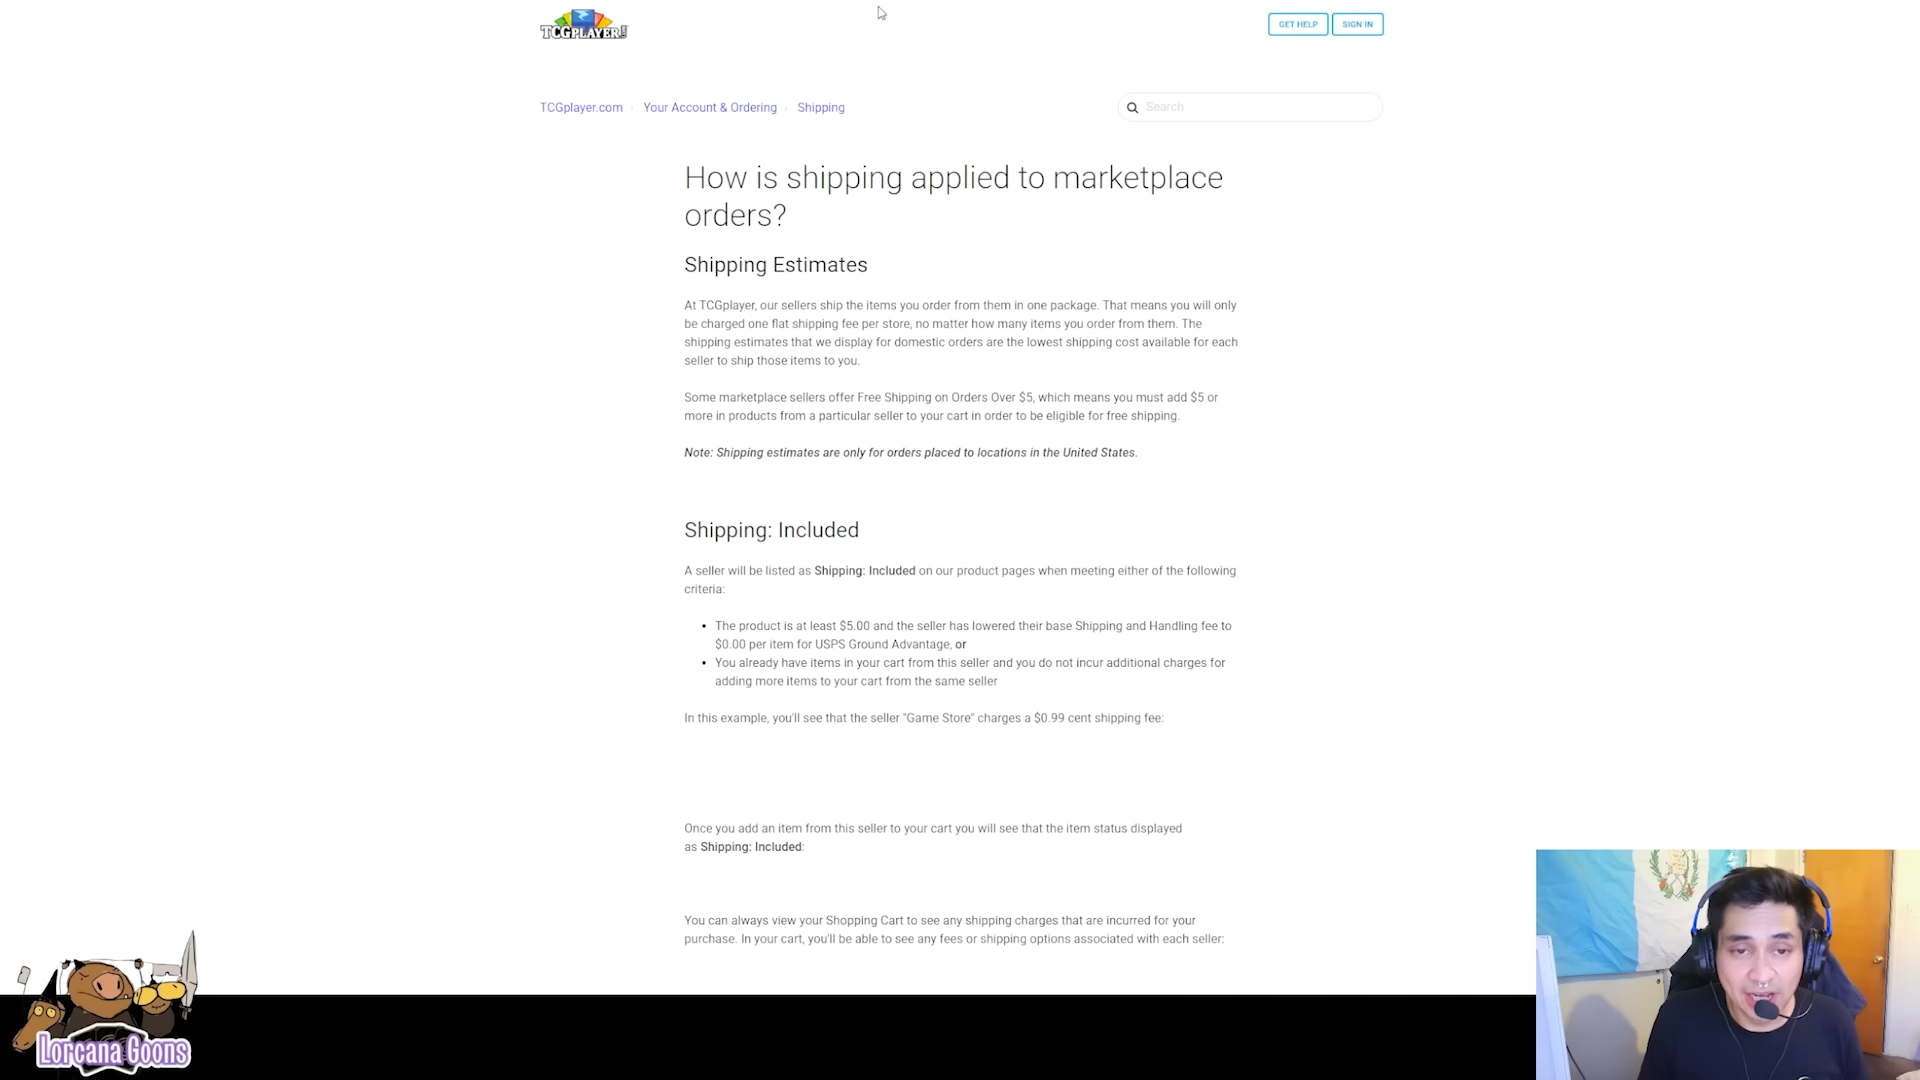 TCGPLAYER
GET HELP
SIGN IN
TCGplayer.com
Your Account & Ordering
Shipping
Search
How is shipping applied to marketplace
orders?
Shipping Estimates
At TCGplayer, our sellers ship the items you order from them in one package. That means you will only
be charged one flat shipping fee per store, no matter how many items you order from them. The
shipping estimates that we display for domestic orders are the lowest shipping cost available for each
seller to ship those items to you.
Some marketplace sellers offer Free Shipping on Orders Over $5, which means you must add $5 or
more in products from a particular seller to your cart in order to be eligible for free shipping.
Note: Shipping estimates are only for orders placed to locations in the United States.
Shipping: Included
A seller will be listed as Shipping: Included on our product pages when meeting either of the following
criteria:
• The product is at least $5.00 and the seller has lowered their base Shipping and Handling fee to
$0.00 per item for USPS Ground Advantage, or
• You already have items in your cart from this seller and you do not incur additional charges for
adding more items to your cart from the same seller
In this example, you'll see that the seller "Game Store" charges a $0.99 cent shipping fee:
Once you add an item from this seller to your cart you will see that the item status displayed
as Shipping: Included:
You can always view your Shopping Cart to see any shipping charges that are incurred for your
purchase. In your cart, you'll be able to see any fees or shipping options associated with each seller:
Lorcana Goons